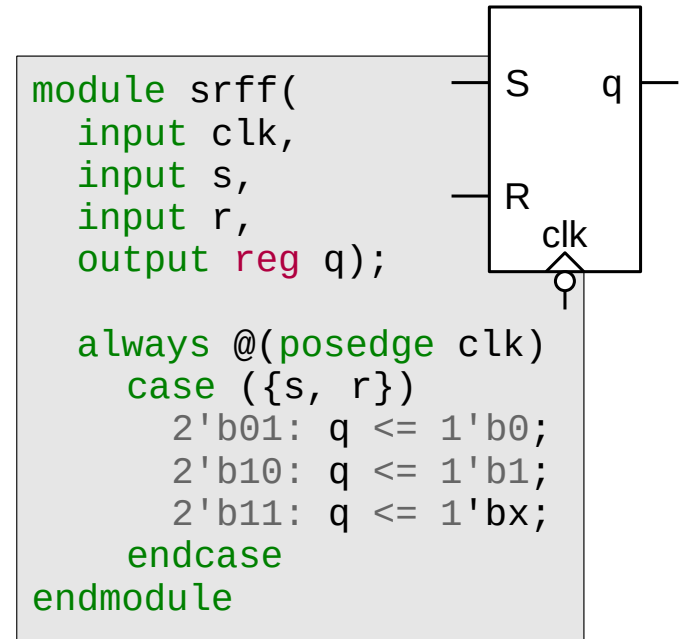 module srff(
  input clk,
  input s,
  input r,
  output reg q);

  always @(posedge clk)
    case ({s, r})
      2'b01: q <= 1'b0;
      2'b10: q <= 1'b1;
      2'b11: q <= 1'bx;
    endcase
endmodule
S q
R
clk